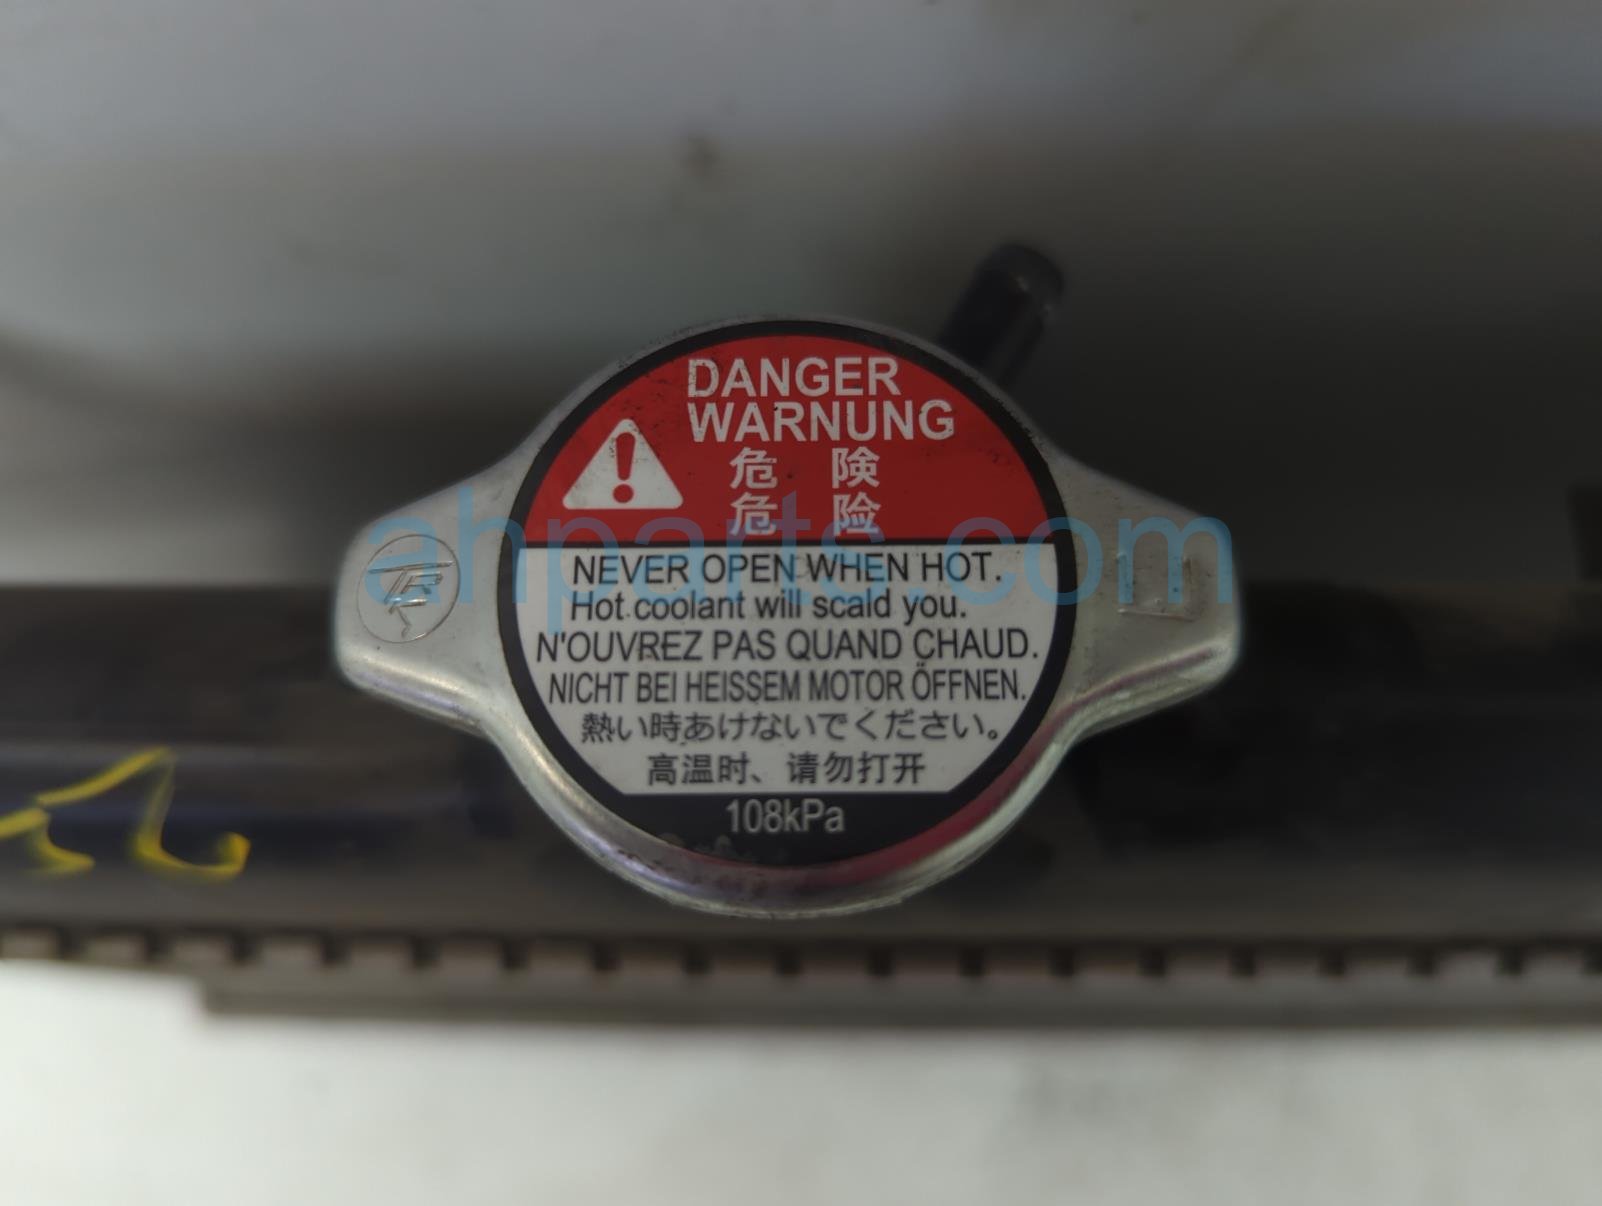 DANGER
WARNUNG
危 険
危 险
NEVER OPEN WHEN HOT.
Hot coolant will scald you.
N'OUVREZ PAS QUAND CHAUD.
NICHT BEI HEISSEM MOTOR ÖFFNEN.
熱い時あけないでください。
高温时、请勿打开
108kPa
ahparts.com